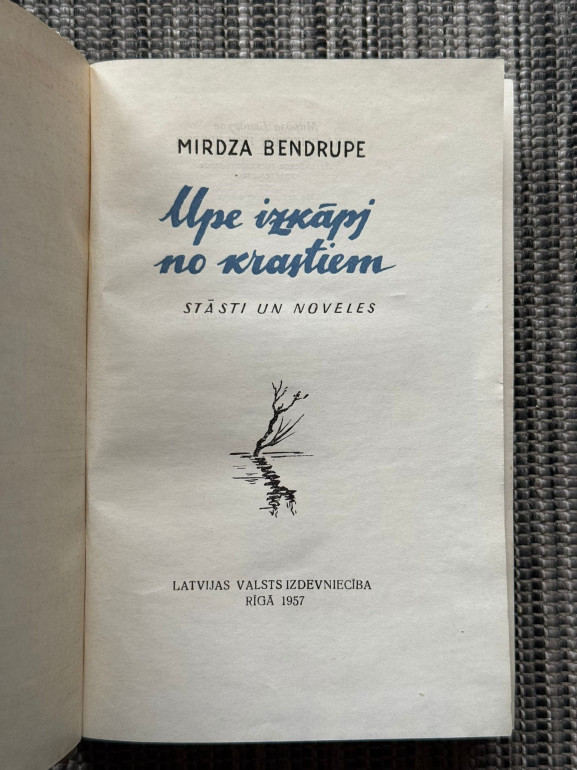 MIRDZA BENDRUPE
Upe izkāpj
no krastiem
STĀSTI UN NOVELES
LATVIJAS VALSTS IZDEVNIECĪBA
RĪGĀ 1957